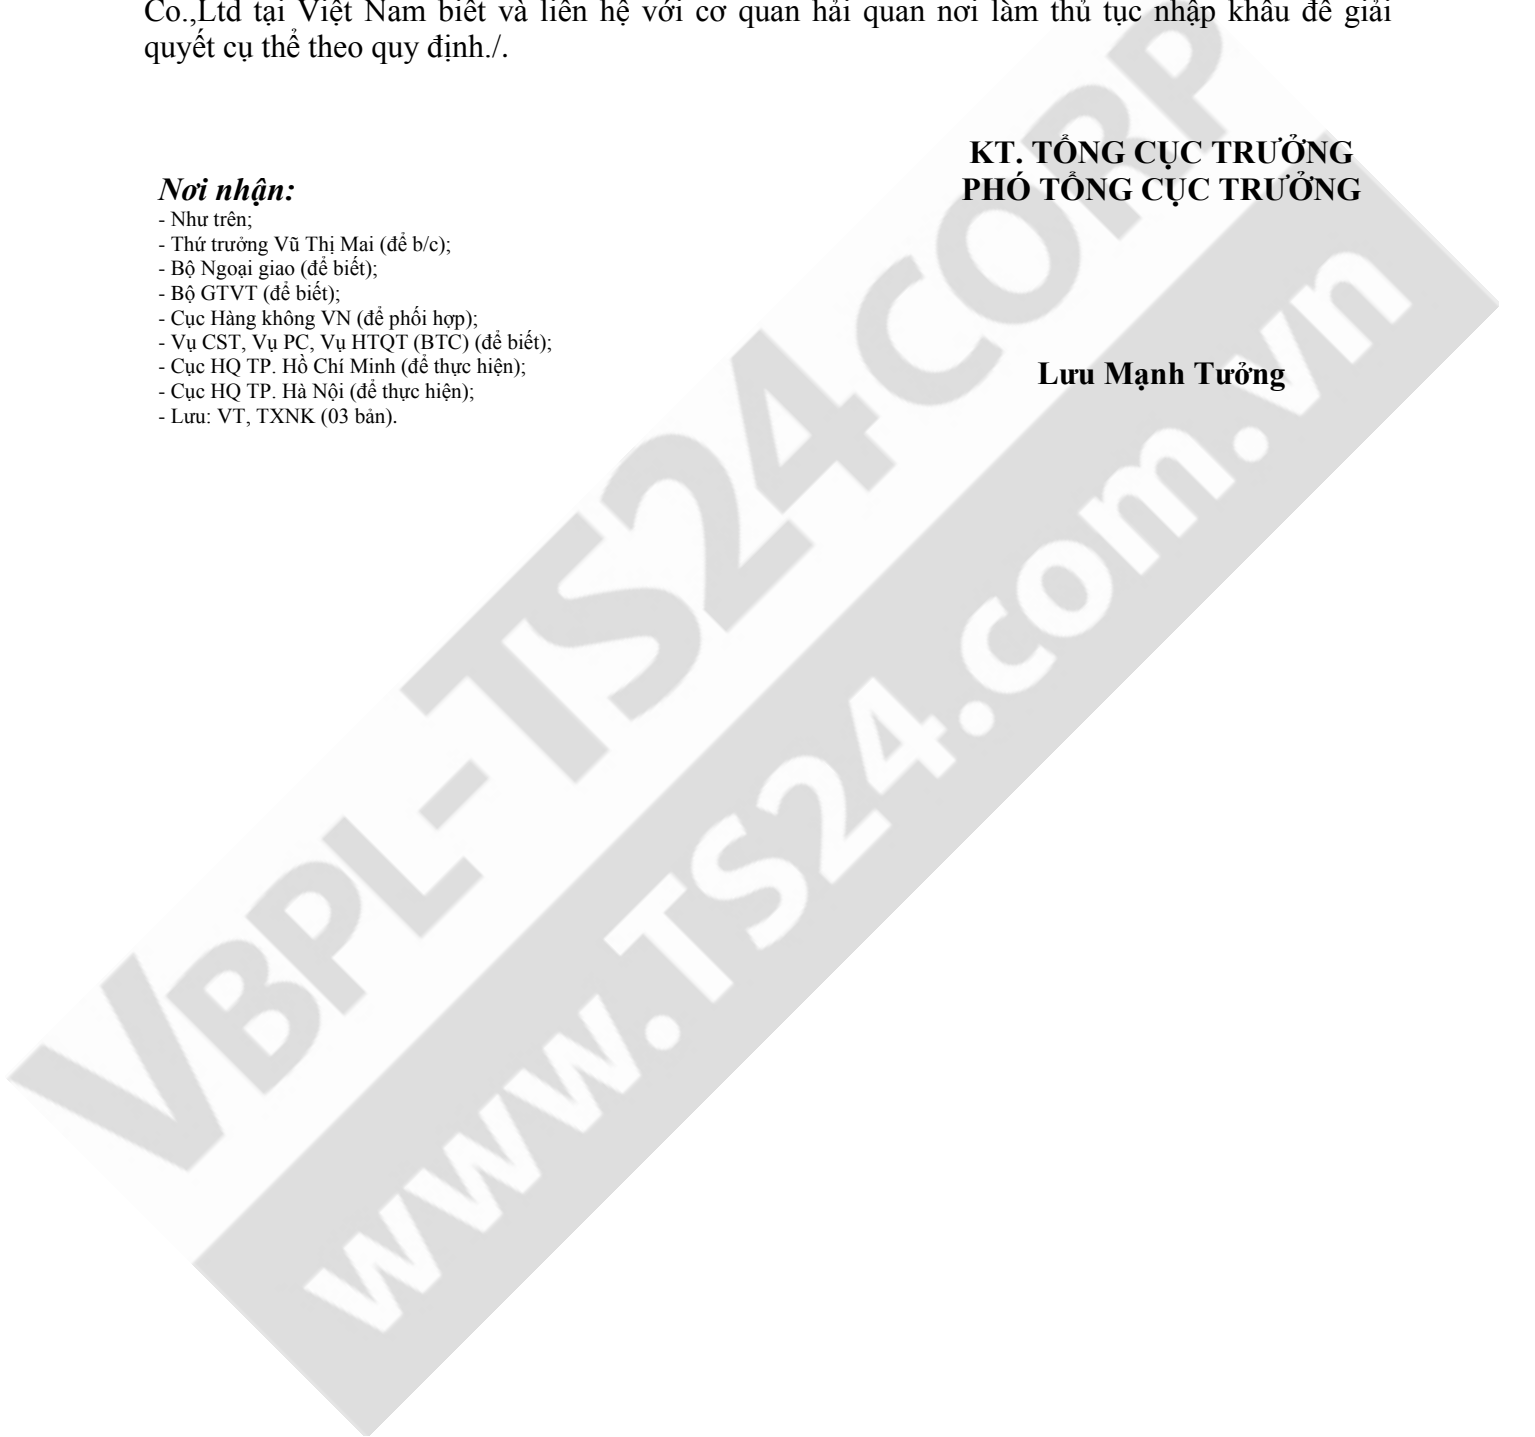 Co.,Ltd tại Việt Nam biết và liên hệ với cơ quan hải quan nơi làm thủ tục nhập khẩu để giải
quyết cụ thể theo quy định./.
KT. TỔNG CỤC TRƯỞNG
PHÓ TỔNG CỤC TRƯỞNG
Nơi nhận:
- Như trên;
- Thứ trưởng Vũ Thị Mai (để b/c);
- Bộ Ngoại giao (để biết);
- Bộ GTVT (để biết);
- Cục Hàng không VN (để phối hợp);
- Vụ CST, Vụ PC, Vụ HTQT (BTC) (để biết);
- Cục HQ TP. Hồ Chí Minh (để thực hiện);
- Cục HQ TP. Hà Nội (để thực hiện);
- Lưu: VT, TXNK (03 bản).
Lưu Mạnh Tưởng
VBPL-TS24CORP
www.TS24.com.vn